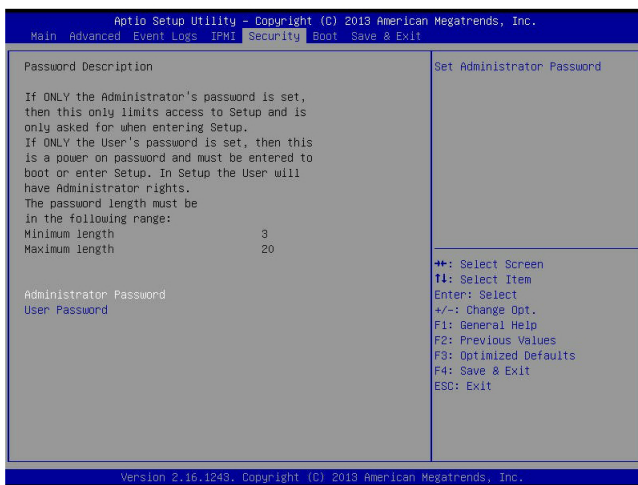 Aptio Setup Utility – Copyright (C) 2013 American Megatrends, Inc.
Main Advanced Event Logs IPMI Security Boot Save & Exit
Password Description
If ONLY the Administrator's password is set,
then this only limits access to Setup and is
only asked for when entering Setup.
If ONLY the User's password is set, then this
is a power on password and must be entered to
boot or enter Setup. In Setup the User will
have Administrator rights.
The password length must be
in the following range:
Minimum length 3
Maximum length 20
Administrator Password
User Password
Set Administrator Password
→←: Select Screen
↑↓: Select Item
Enter: Select
+/-: Change Opt.
F1: General Help
F2: Previous Values
F3: Optimized Defaults
F4: Save & Exit
ESC: Exit
Version 2.16.1243. Copyright (C) 2013 American Megatrends, Inc.